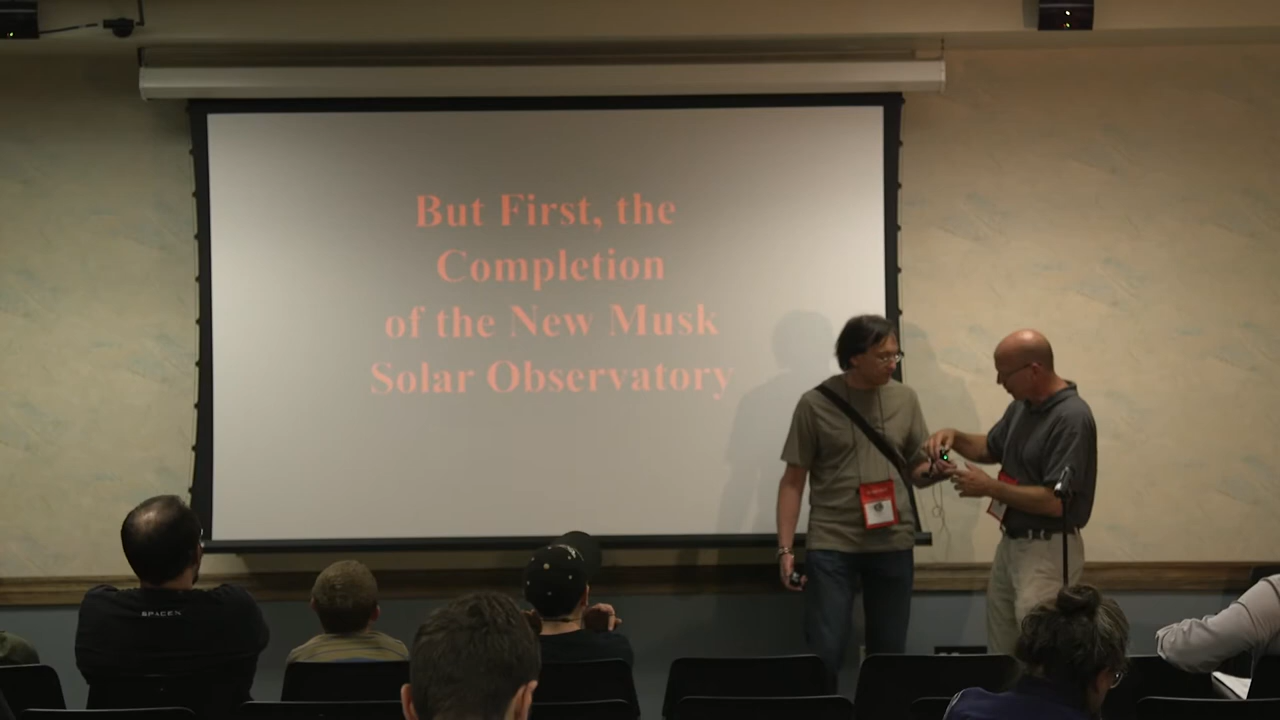 But First, the
Completion
of the New Musk
Solar Observatory
SPACEX